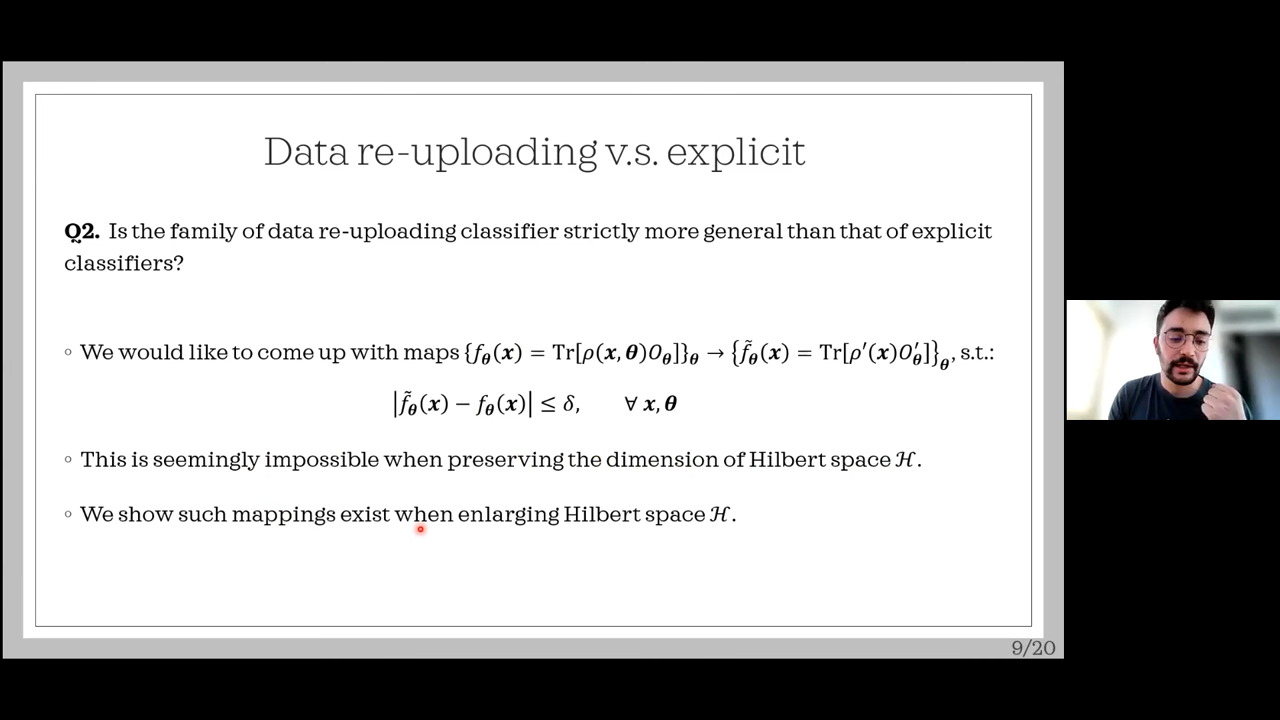 Data re-uploading v.s. explicit
Q2. Is the family of data re-uploading classifier strictly more general than that of explicit
classifiers?
◦ We would like to come up with maps {f_𝜽(𝒙) = Tr[ρ(𝒙, 𝜽)O_𝜽]}_𝜽 → {f̃_𝜽(𝒙) = Tr[ρ′(𝒙)O′_𝜽]}_𝜽, s.t.:
|f̃_𝜽(𝒙) − f_𝜽(𝒙)| ≤ δ, ∀ 𝒙, 𝜽
◦ This is seemingly impossible when preserving the dimension of Hilbert space ℋ.
◦ We show such mappings exist when enlarging Hilbert space ℋ.
9/20